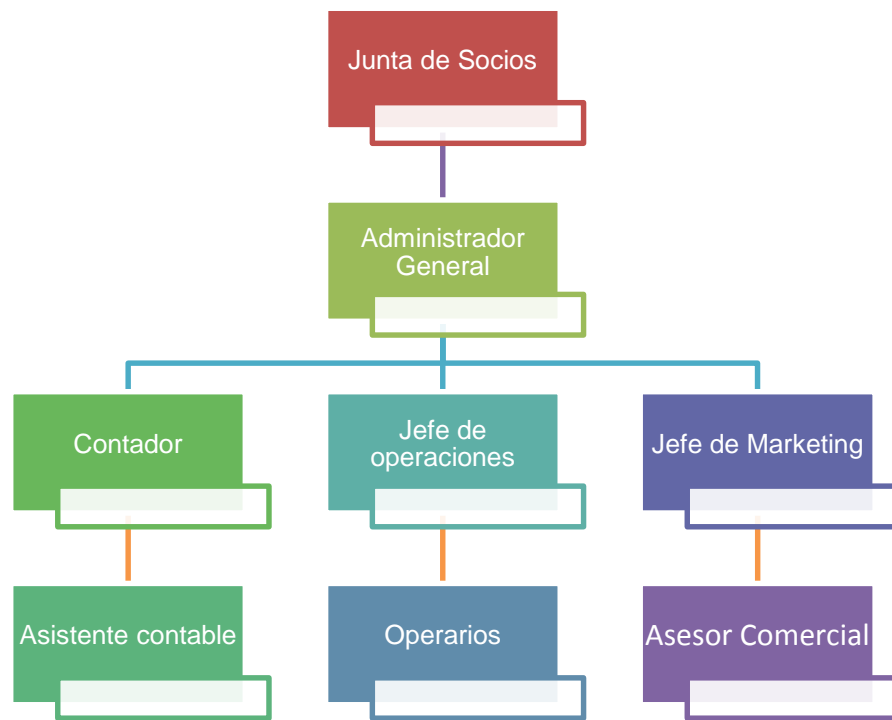 Junta de Socios
Administrador
General
Contador
Jefe de
operaciones
Jefe de Marketing
Asistente contable
Operarios
Asesor Comercial